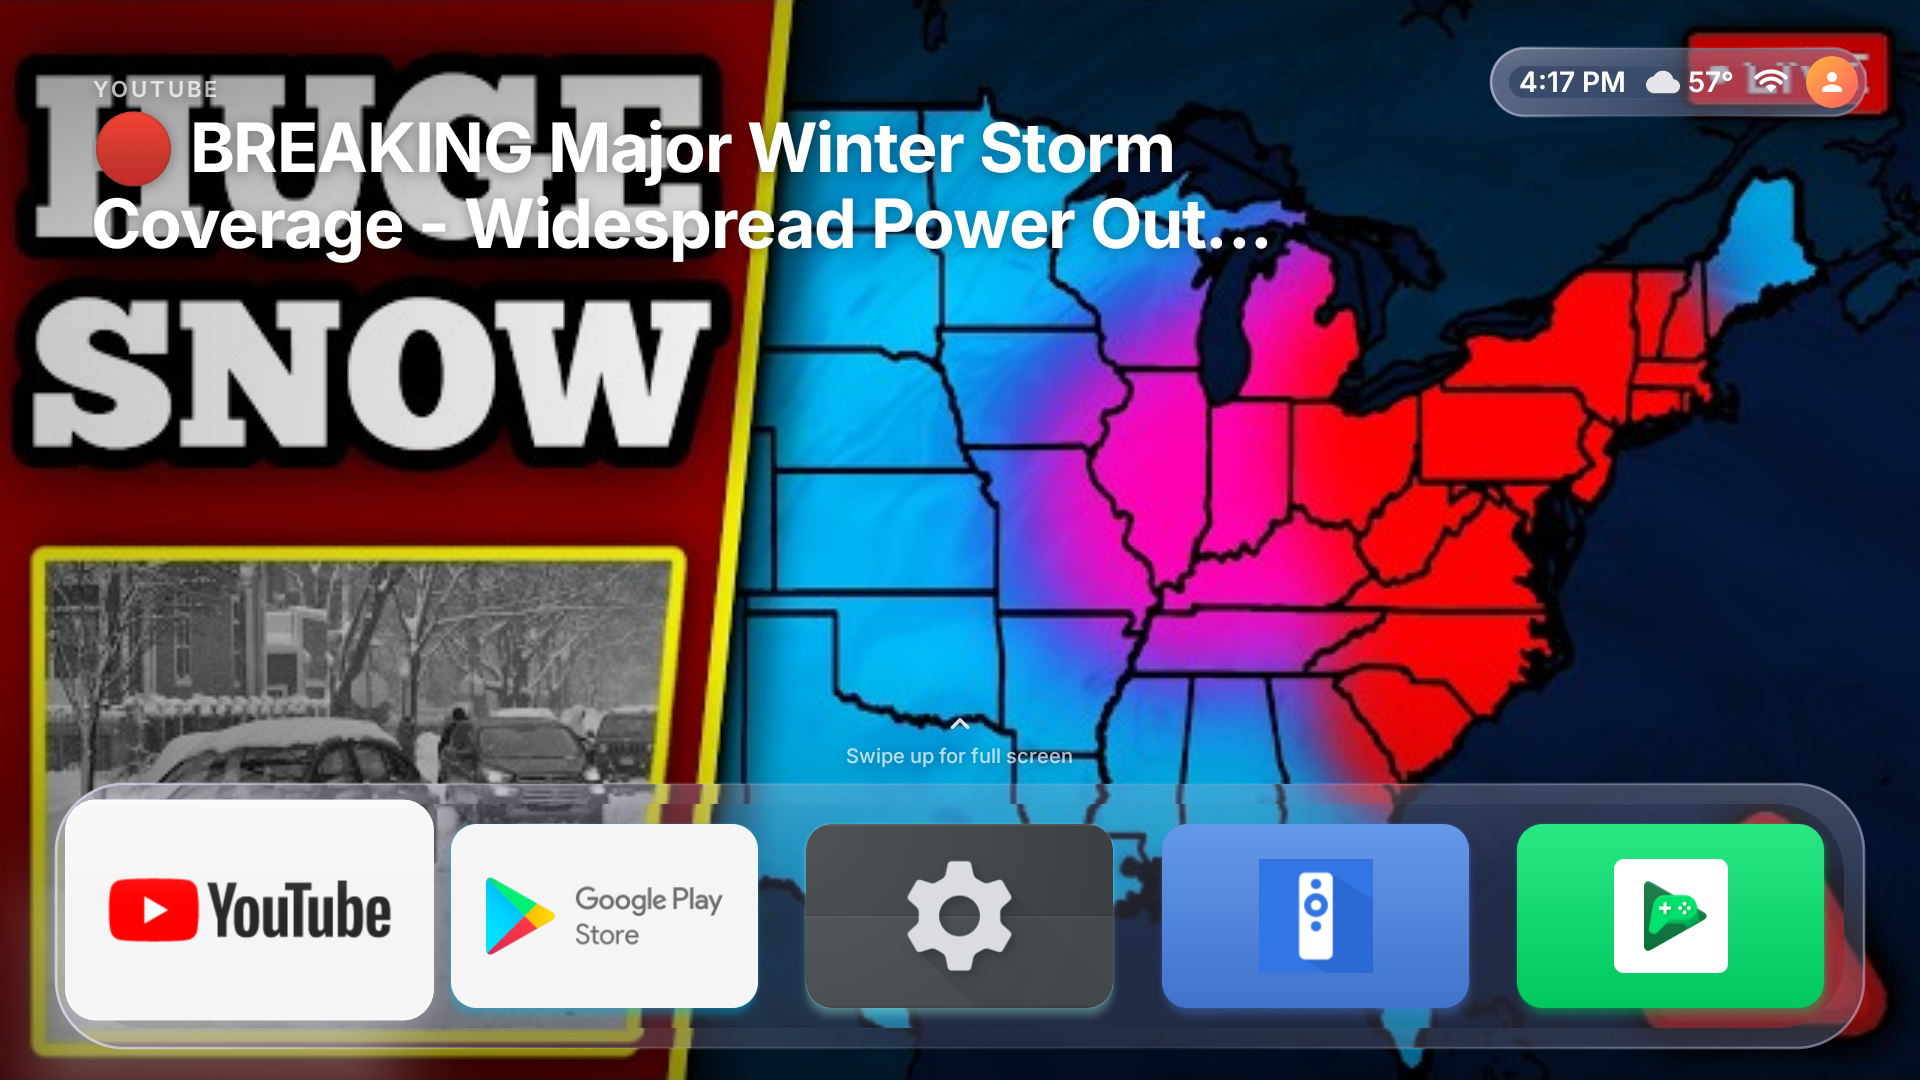 HUGE
SNOW
YOUTUBE
🔴 BREAKING Major Winter Storm
Coverage - Widespread Power Out...
4:17 PM 57°
LIVE
Swipe up for full screen
YouTube
Google Play
Store